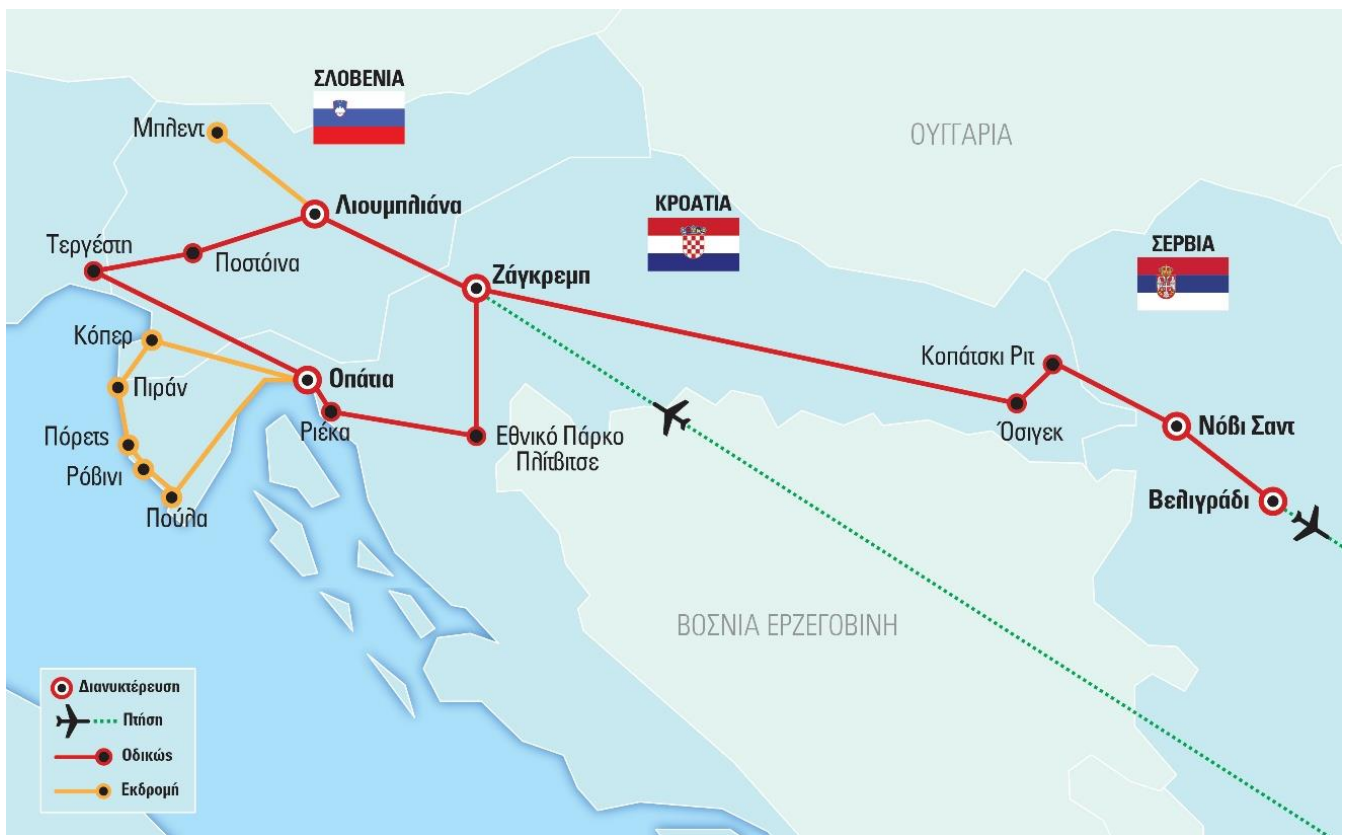 ΣΛΟΒΕΝΙΑ
Μπλεντ
ΟΥΓΓΑΡΙΑ
Λιουμπλιάνα
ΚΡΟΑΤΙΑ
Τεργέστη
Ποστόινα
ΣΕΡΒΙΑ
Ζάγκρεμπ
Κόπερ
Κοπάτσκι Ριτ
Οπάτια
Πιράν
Ριέκα
Όσιγεκ
Νόβι Σαντ
Πόρετς
Εθνικό Πάρκο
Πλίτβιτσε
Ρόβινι
Βελιγράδι
Πούλα
ΒΟΣΝΙΑ ΕΡΖΕΓΟΒΙΝΗ
Διανυκτέρευση
Πτήση
Οδικώς
Εκδρομή